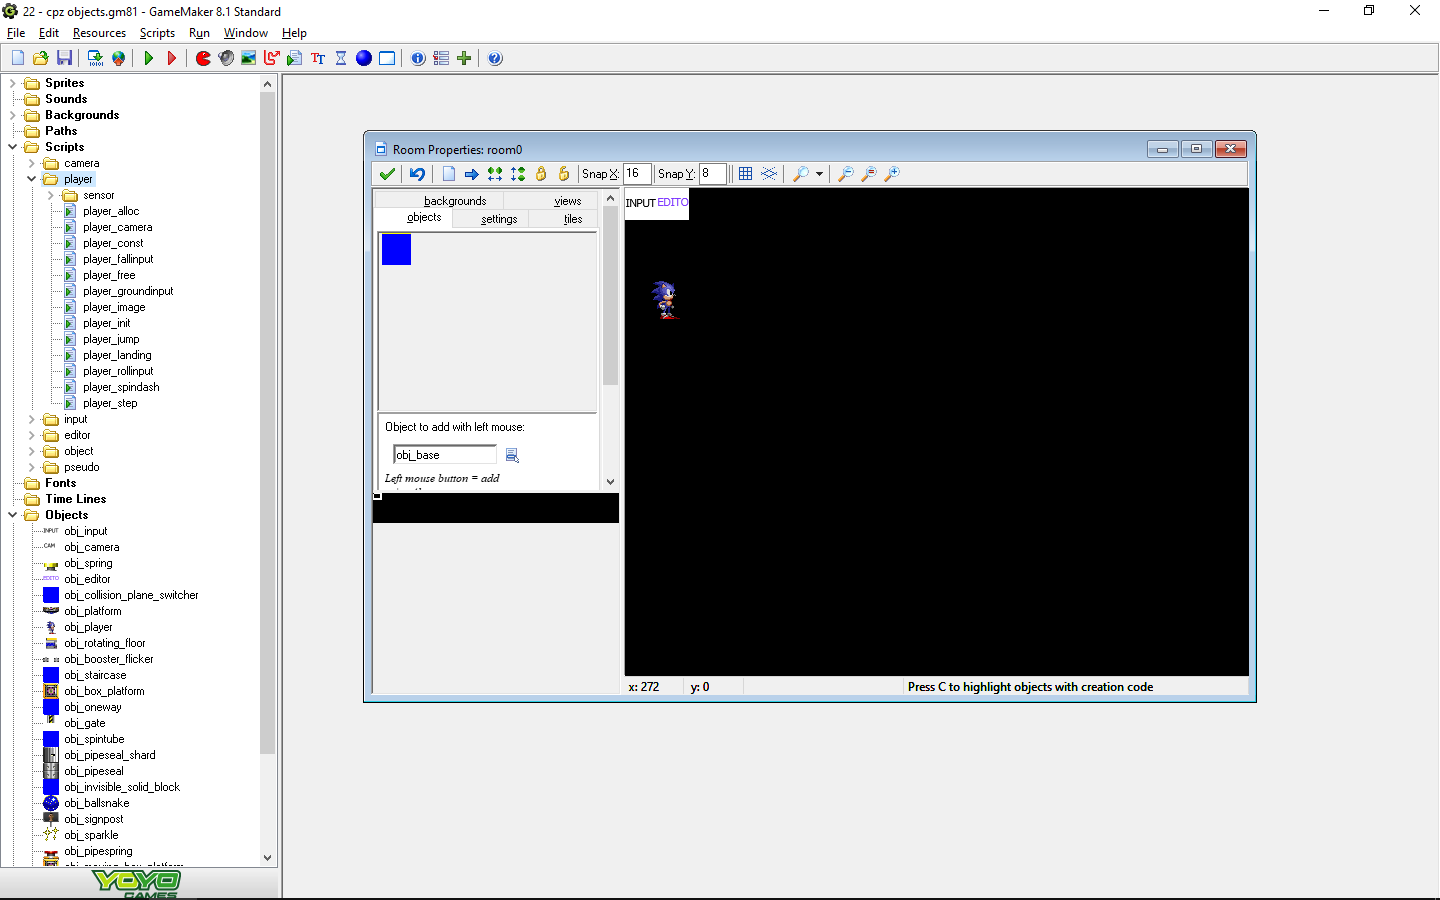 22 - cpz objects.gm81 - GameMaker 8.1 Standard
File Edit Resources Scripts Run Window Help
Sprites
Sounds
Backgrounds
Paths
Scripts
camera
player
sensor
player_alloc
player_camera
player_const
player_fallinput
player_free
player_groundinput
player_image
player_init
player_jump
player_landing
player_rollinput
player_spindash
player_step
input
editor
object
pseudo
Fonts
Time Lines
Objects
obj_input
obj_camera
obj_spring
obj_editor
obj_collision_plane_switcher
obj_platform
obj_player
obj_rotating_floor
obj_booster_flicker
obj_staircase
obj_box_platform
obj_oneway
obj_gate
obj_spintube
obj_pipeseal_shard
obj_pipeseal
obj_invisible_solid_block
obj_ballsnake
obj_signpost
obj_sparkle
obj_pipespring
obj_moving_box_platform
YOYO
GAMES
Room Properties: room0
Snap X: 16 Snap Y: 8
backgrounds views
objects settings tiles
Object to add with left mouse:
obj_base
Left mouse button = add
INPUT EDITO
x: 272 y: 0 Press C to highlight objects with creation code